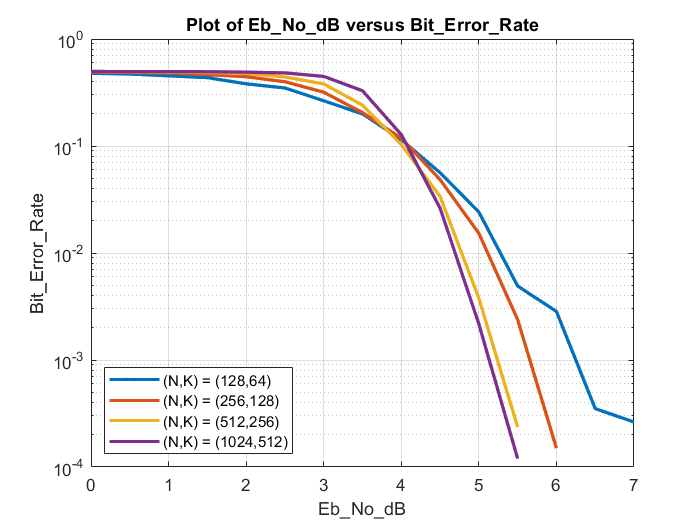 Plot of Eb_No_dB versus Bit_Error_Rate
10^0
10^-1
10^-2
10^-3
10^-4
Bit_Error_Rate
(N,K) = (128,64)
(N,K) = (256,128)
(N,K) = (512,256)
(N,K) = (1024,512)
0 1 2 3 4 5 6 7
Eb_No_dB